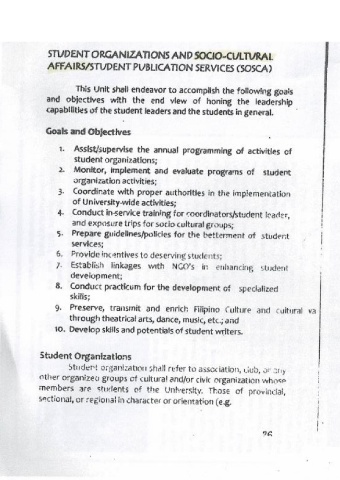 STUDENT ORGANIZATIONS AND SOCIO-CULTURAL
AFFAIRS/STUDENT PUBLICATION SERVICES (SOSCA)
This Unit shall endeavor to accomplish the following goals
and objectives with the end view of honing the leadership
capabilities of the student leaders and the students in general.
Goals and Objectives
1. Assist/supervise the annual programming of activities of
student organizations;
2. Monitor, implement and evaluate programs of student
organization activities;
3. Coordinate with proper authorities in the implementation
of University-wide activities;
4. Conduct in-service training for coordinators/student leader,
and exposure trips for socio cultural groups;
5. Prepare guidelines/policies for the betterment of student
services;
6. Provide incentives to deserving students;
7. Establish linkages with NGO's in enhancing student
development;
8. Conduct practicum for the development of specialized
skills;
9. Preserve, transmit and enrich Filipino Culture and cultural va
through theatrical arts, dance, music, etc.; and
10. Develop skills and potentials of student writers.
Student Organizations
Student organization shall refer to association, club, or any
other organized groups of cultural and/or civic organization whose
members are students of the University. Those of provincial,
sectional, or regional in character or orientation (e.g.
26